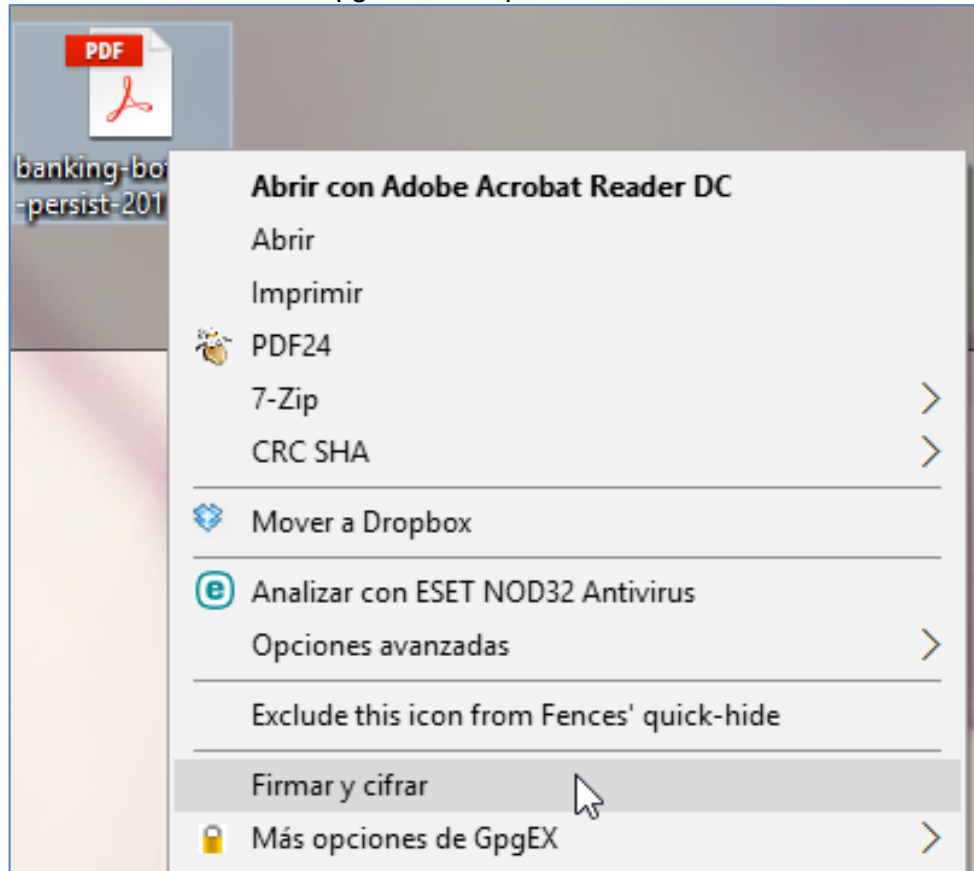 PDF
banking-bo
-persist-201
Abrir con Adobe Acrobat Reader DC
Abrir
Imprimir
PDF24
7-Zip
CRC SHA
Mover a Dropbox
Analizar con ESET NOD32 Antivirus
Opciones avanzadas
Exclude this icon from Fences' quick-hide
Firmar y cifrar
Más opciones de GpgEX